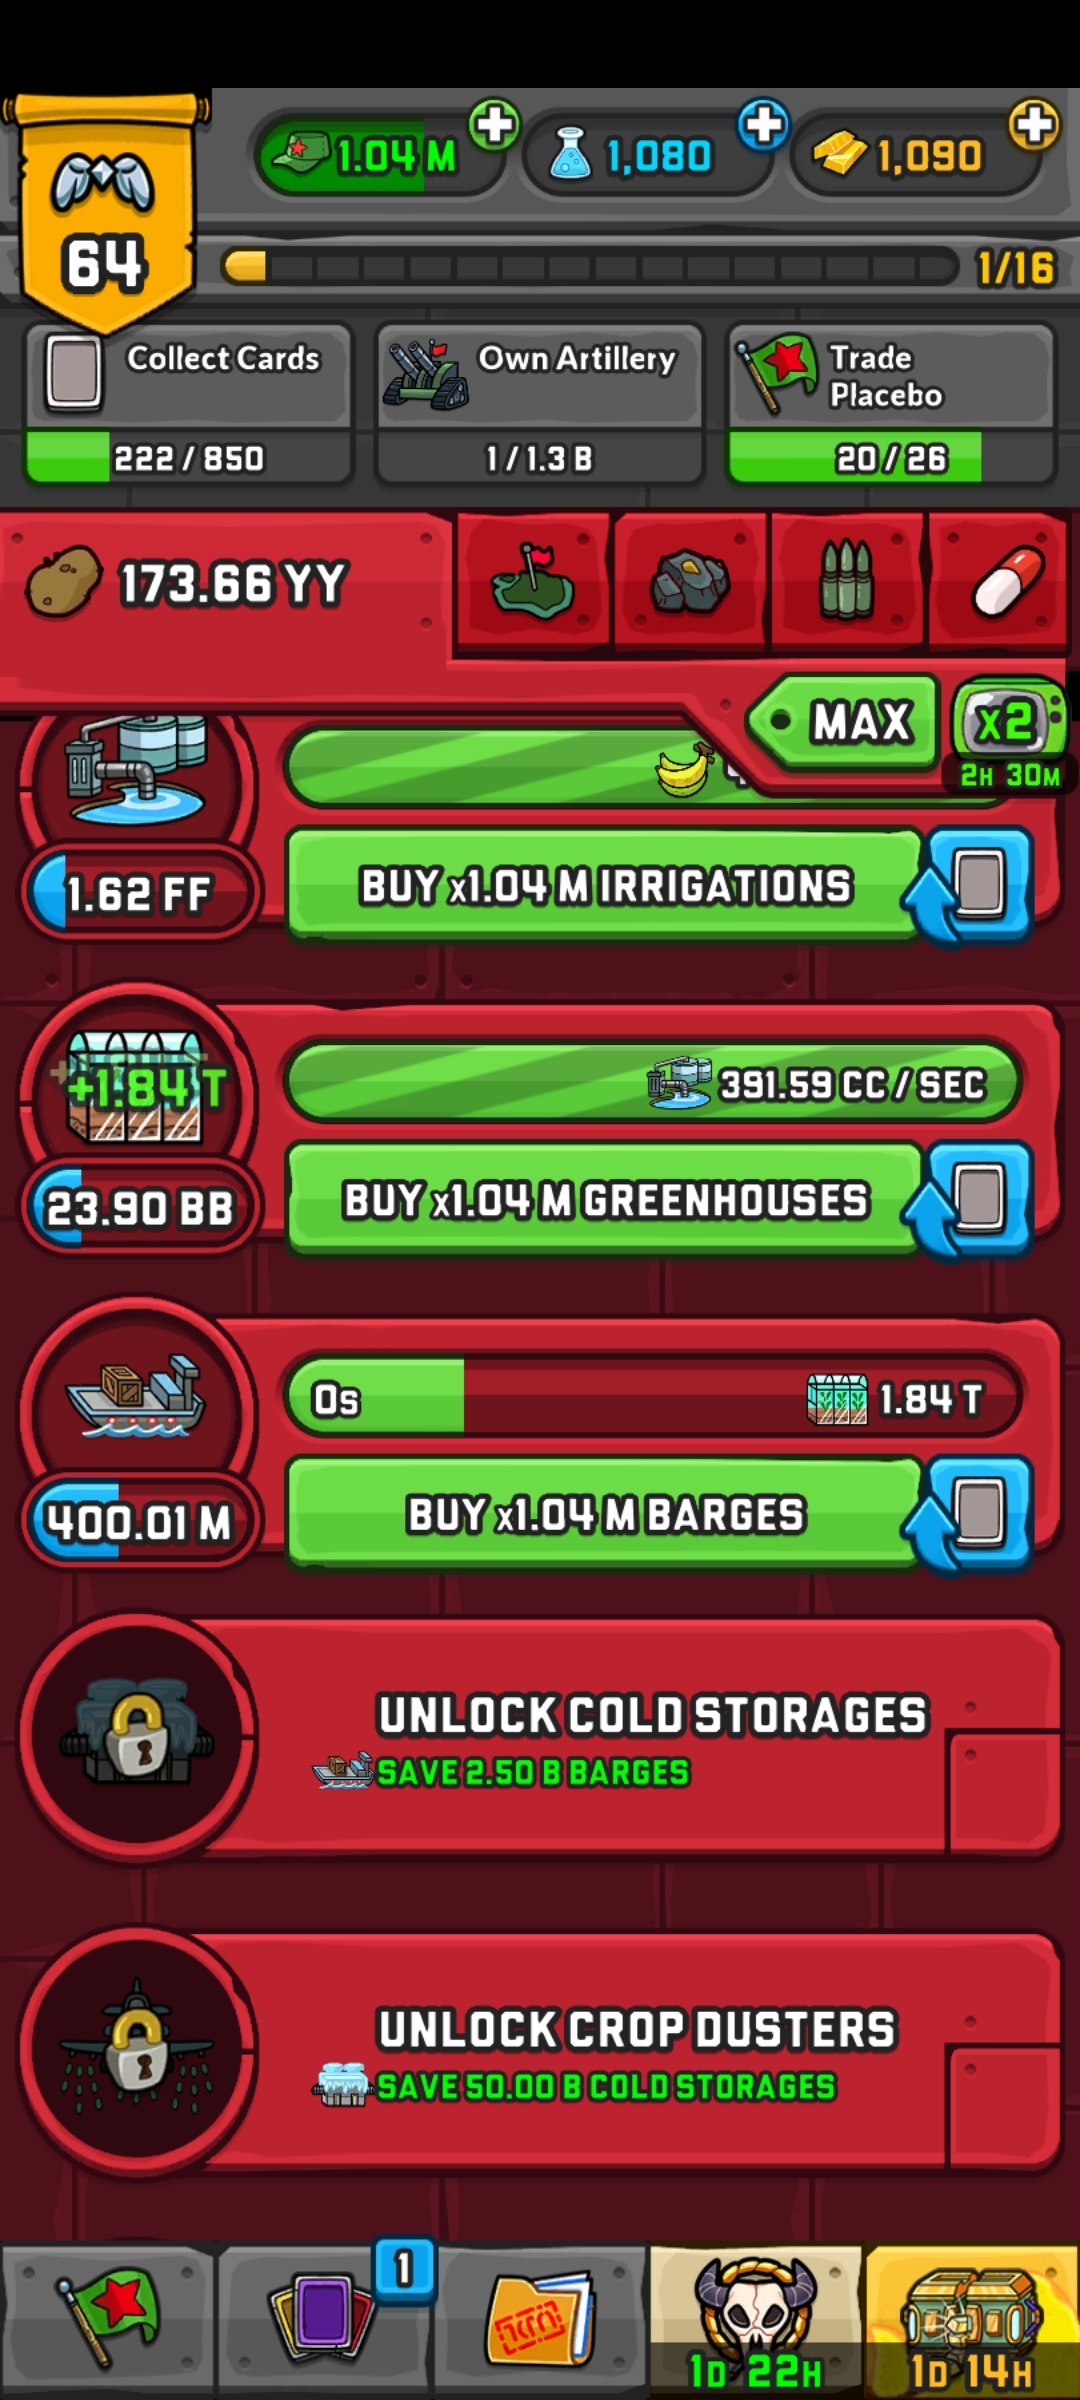 1.04 M
1,080
1,090
64
1/16
Collect Cards
222 / 850
Own Artillery
1 / 1.3 B
Trade
Placebo
20 / 26
173.66 YY
MAX
x2
2H 30M
1.62 FF
BUY x1.04 M IRRIGATIONS
+1.84 T
391.59 CC / SEC
23.90 BB
BUY x1.04 M GREENHOUSES
0s
1.84 T
400.01 M
BUY x1.04 M BARGES
UNLOCK COLD STORAGES
SAVE 2.50 B BARGES
UNLOCK CROP DUSTERS
SAVE 50.00 B COLD STORAGES
1
1D 22H
1D 14H